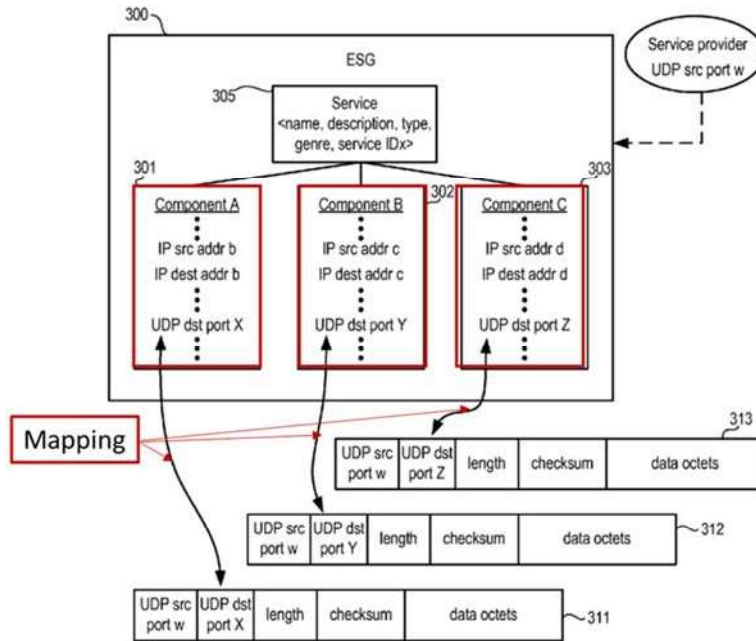 300
ESG
Service provider
UDP src port w
305
Service
<name, description, type,
genre, service IDx>
301
302
303
Component A
IP src addr b
IP dest addr b
UDP dst port X
Component B
IP src addr c
IP dest addr c
UDP dst port Y
Component C
IP src addr d
IP dest addr d
UDP dst port Z
Mapping
313
UDP src
port w
UDP dst
port Z
length
checksum
data octets
312
UDP src
port w
UDP dst
port Y
length
checksum
data octets
311
UDP src
port w
UDP dst
port X
length
checksum
data octets